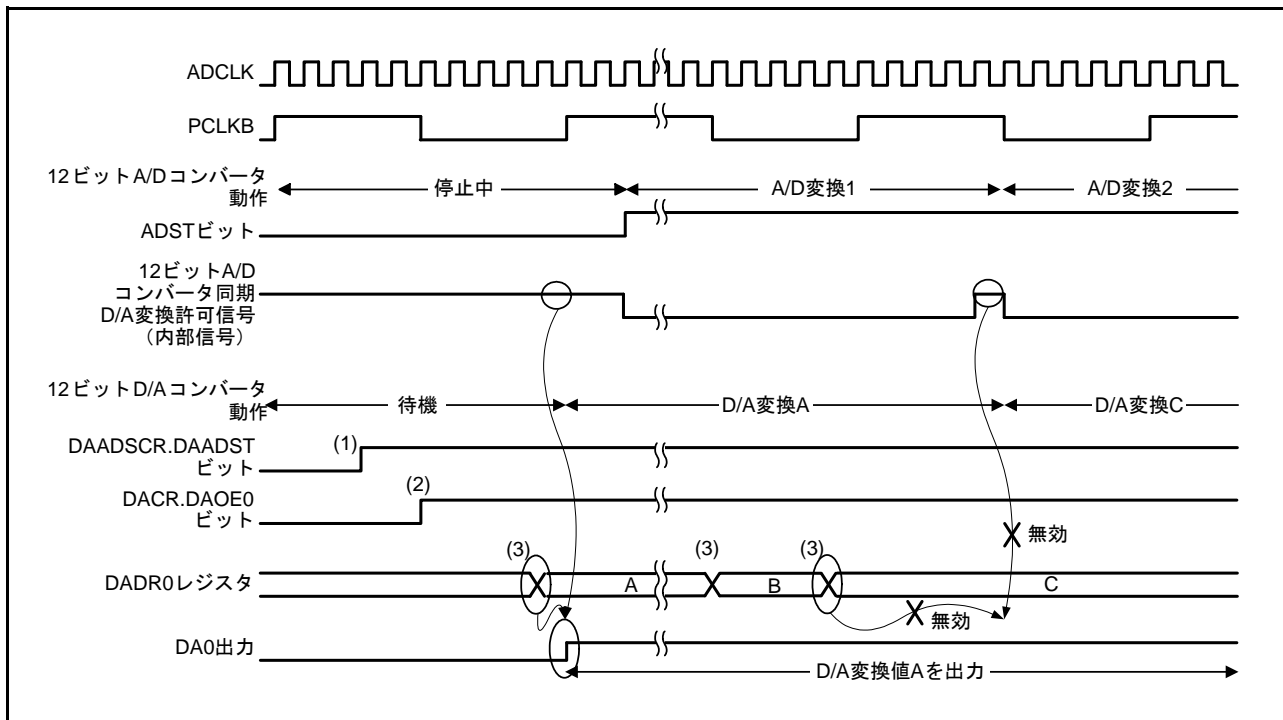 ADCLK
PCLKB
12ビットA/Dコンバータ
動作
停止中
A/D変換1
A/D変換2
ADSTビット
12ビットA/D
コンバータ同期
D/A変換許可信号
（内部信号）
12ビットD/Aコンバータ
動作
待機
D/A変換A
D/A変換C
DAADSCR.DAADST
ビット
(1)
DACR.DAOE0
ビット
(2)
無効
DADR0レジスタ
(3)
(3)
(3)
A
B
C
無効
DA0出力
D/A変換値Aを出力